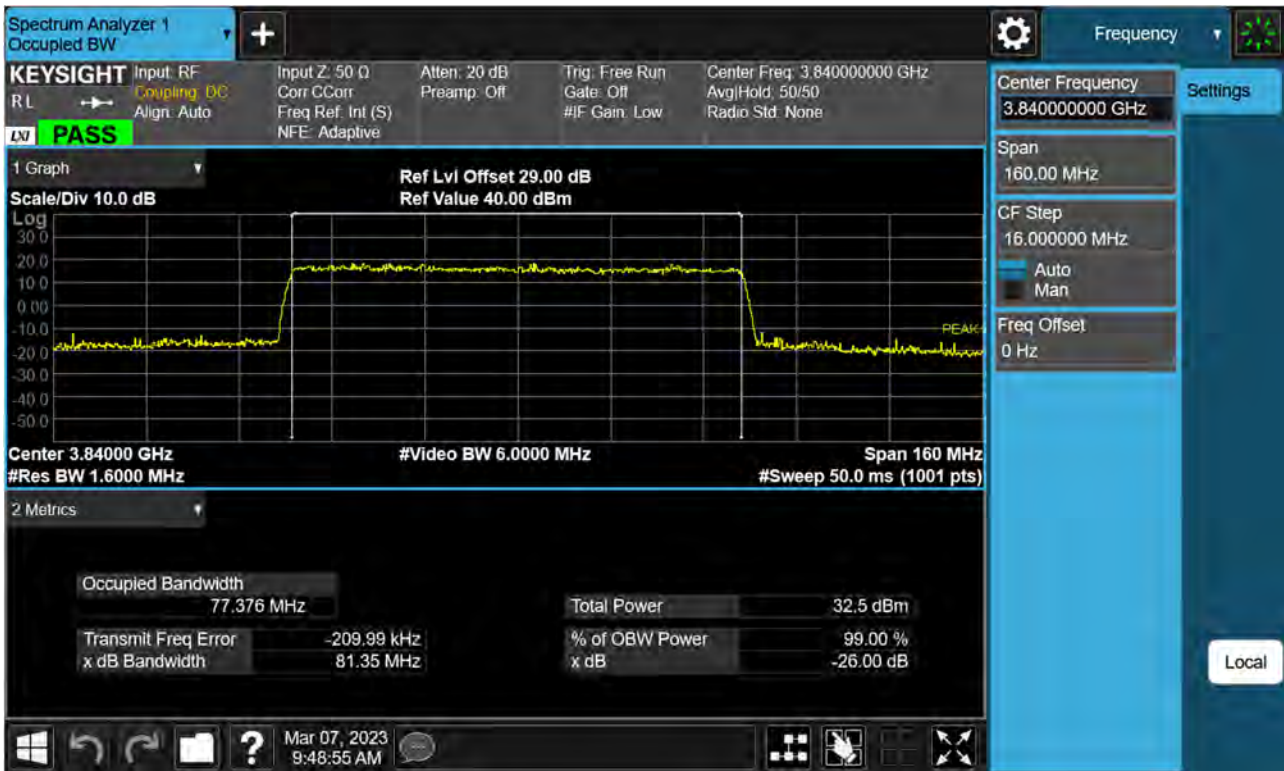 Spectrum Analyzer 1
Occupied BW
+
Frequency
KEYSIGHT
R L
LXI
PASS
Input: RF
Coupling: DC
Align: Auto
Input Z: 50 Ω
Corr CCorr
Freq Ref: Int (S)
NFE: Adaptive
Atten: 20 dB
Preamp: Off
Trig: Free Run
Gate: Off
#IF Gain: Low
Center Freq: 3.840000000 GHz
Avg|Hold: 50/50
Radio Std: None
Center Frequency
3.840000000 GHz
Settings
Span
160.00 MHz
CF Step
16.000000 MHz
Auto
Man
Freq Offset
0 Hz
Local
1 Graph
Scale/Div 10.0 dB
Ref Lvl Offset 29.00 dB
Ref Value 40.00 dBm
Log
30.0
20.0
10.0
0.00
-10.0
-20.0
-30.0
-40.0
-50.0
PEAK
Center 3.84000 GHz
#Res BW 1.6000 MHz
#Video BW 6.0000 MHz
Span 160 MHz
#Sweep 50.0 ms (1001 pts)
2 Metrics
Occupied Bandwidth
77.376 MHz
Transmit Freq Error -209.99 kHz
x dB Bandwidth 81.35 MHz
Total Power 32.5 dBm
% of OBW Power 99.00 %
x dB -26.00 dB
?
Mar 07, 2023
9:48:55 AM